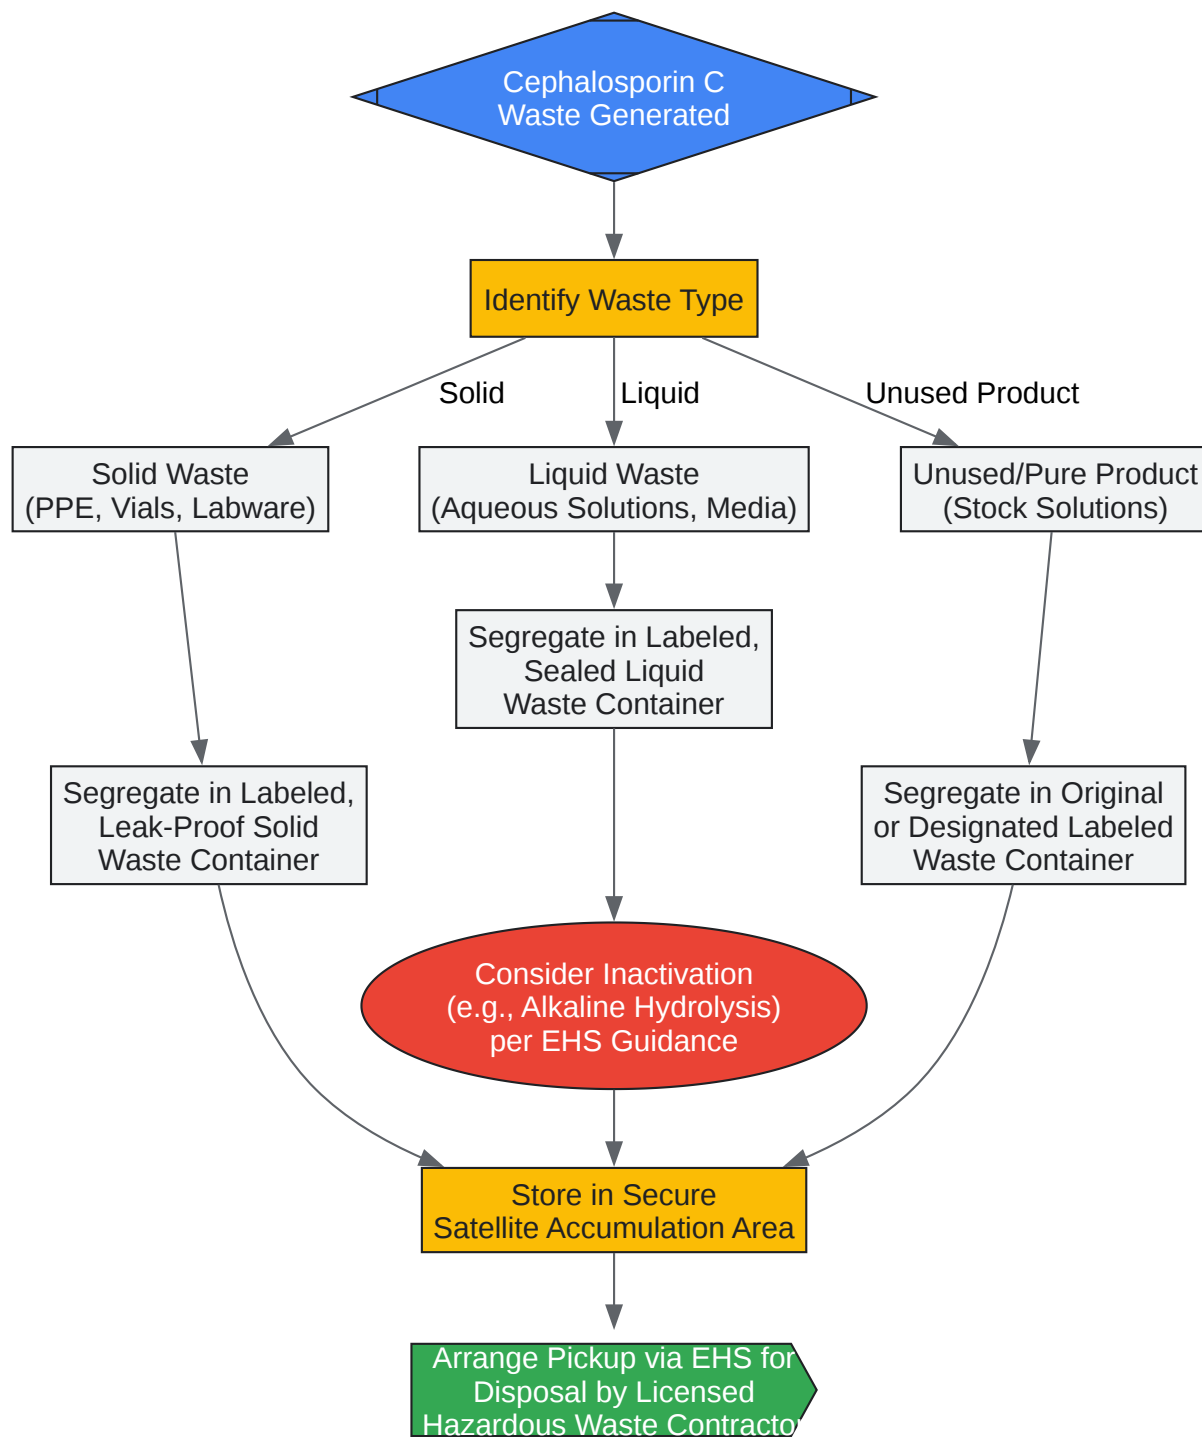 Cephalosporin C
Waste Generated
Identify Waste Type
Solid
Liquid
Unused Product
Solid Waste
(PPE, Vials, Labware)
Liquid Waste
(Aqueous Solutions, Media)
Unused/Pure Product
(Stock Solutions)
Segregate in Labeled,
Sealed Liquid
Waste Container
Segregate in Labeled,
Leak-Proof Solid
Waste Container
Segregate in Original
or Designated Labeled
Waste Container
Consider Inactivation
(e.g., Alkaline Hydrolysis)
per EHS Guidance
Store in Secure
Satellite Accumulation Area
Arrange Pickup via EHS for
Disposal by Licensed
Hazardous Waste Contractor